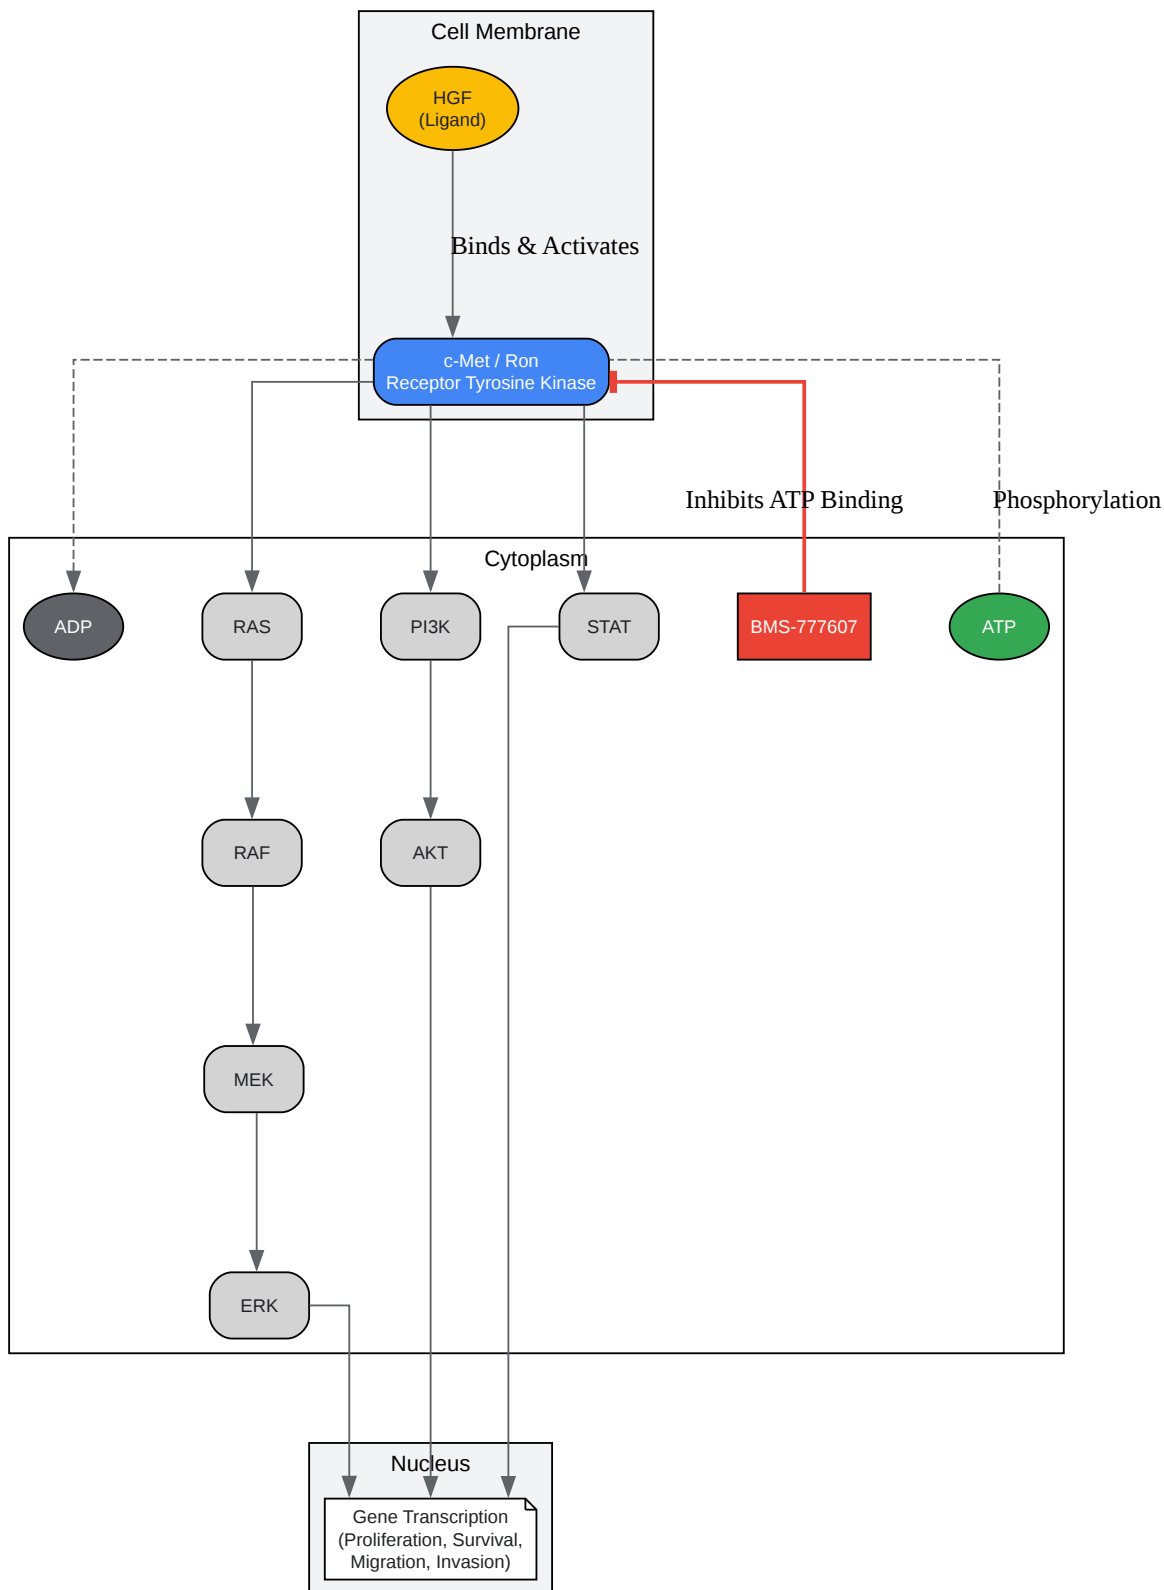 Cell Membrane
HGF
(Ligand)
Binds & Activates
c-Met / Ron
Receptor Tyrosine Kinase
Inhibits ATP Binding
Phosphorylation
Cytoplasm
ADP
RAS
PI3K
STAT
BMS-777607
ATP
RAF
AKT
MEK
ERK
Nucleus
Gene Transcription
(Proliferation, Survival,
Migration, Invasion)